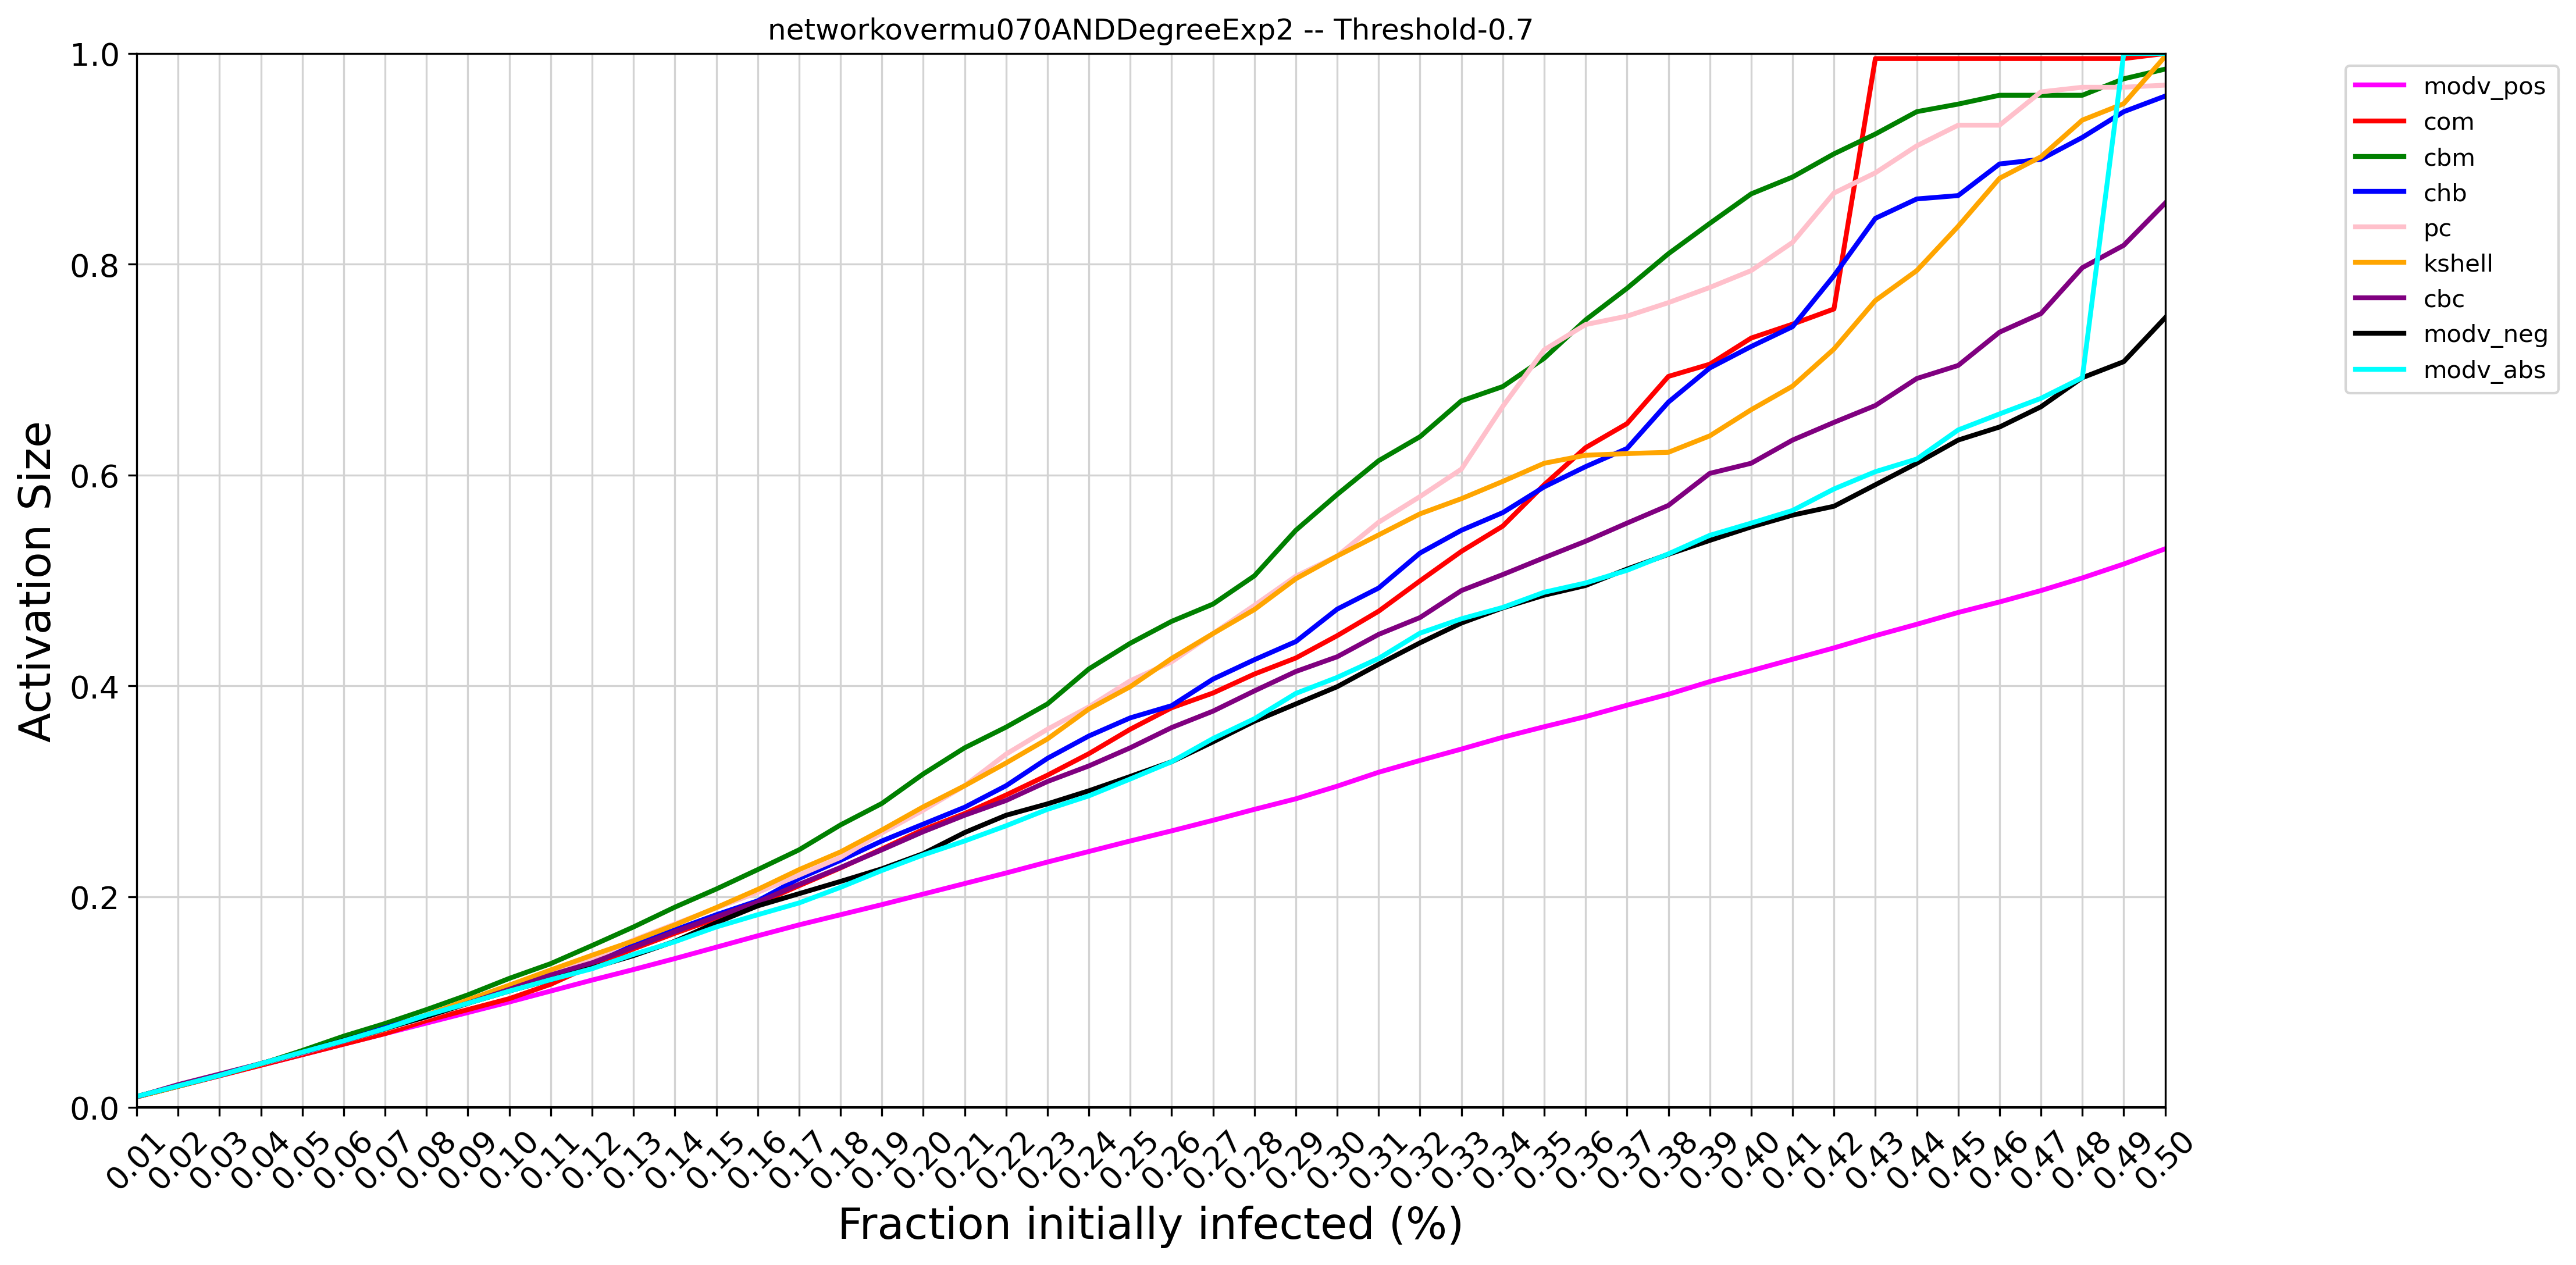 networkovermu070ANDDegreeExp2 -- Threshold-0.7
1.0
0.8
0.6
0.4
0.2
0.0
Activation Size
0.01 0.02 0.03 0.04 0.05 0.06 0.07 0.08 0.09 0.10 0.11 0.12 0.13 0.14 0.15 0.16 0.17 0.18 0.19 0.20 0.21 0.22 0.23 0.24 0.25 0.26 0.27 0.28 0.29 0.30 0.31 0.32 0.33 0.34 0.35 0.36 0.37 0.38 0.39 0.40 0.41 0.42 0.43 0.44 0.45 0.46 0.47 0.48 0.49 0.50
Fraction initially infected (%)
modv_pos
com
cbm
chb
pc
kshell
cbc
modv_neg
modv_abs